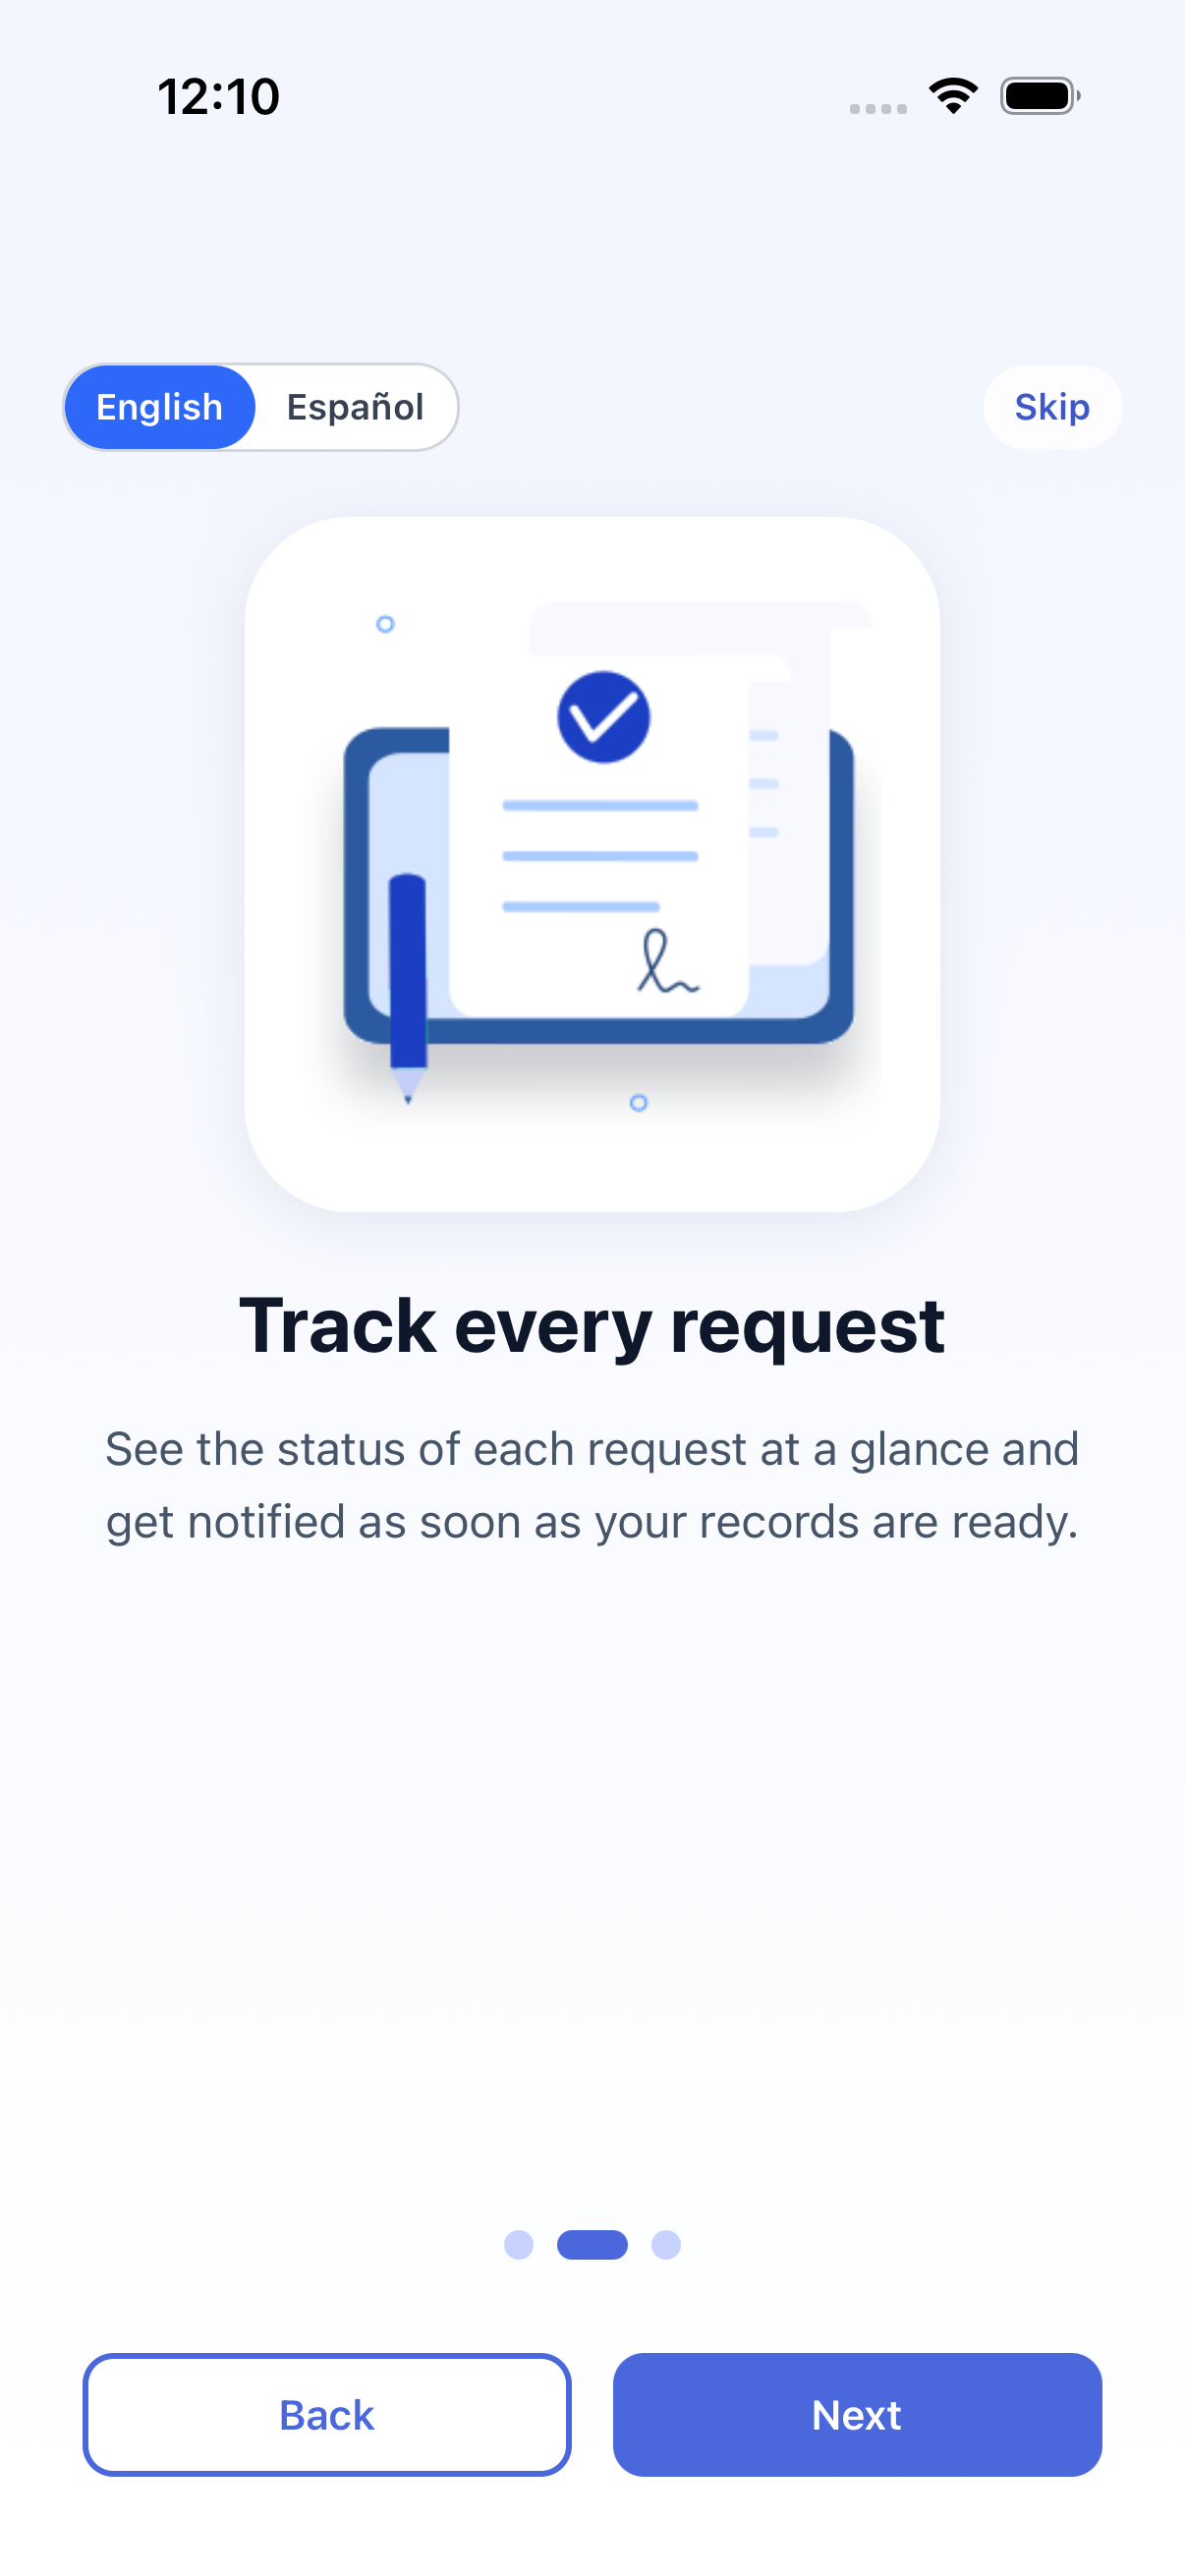 12:10
English Español
Skip
Track every request
See the status of each request at a glance and
get notified as soon as your records are ready.
Back
Next